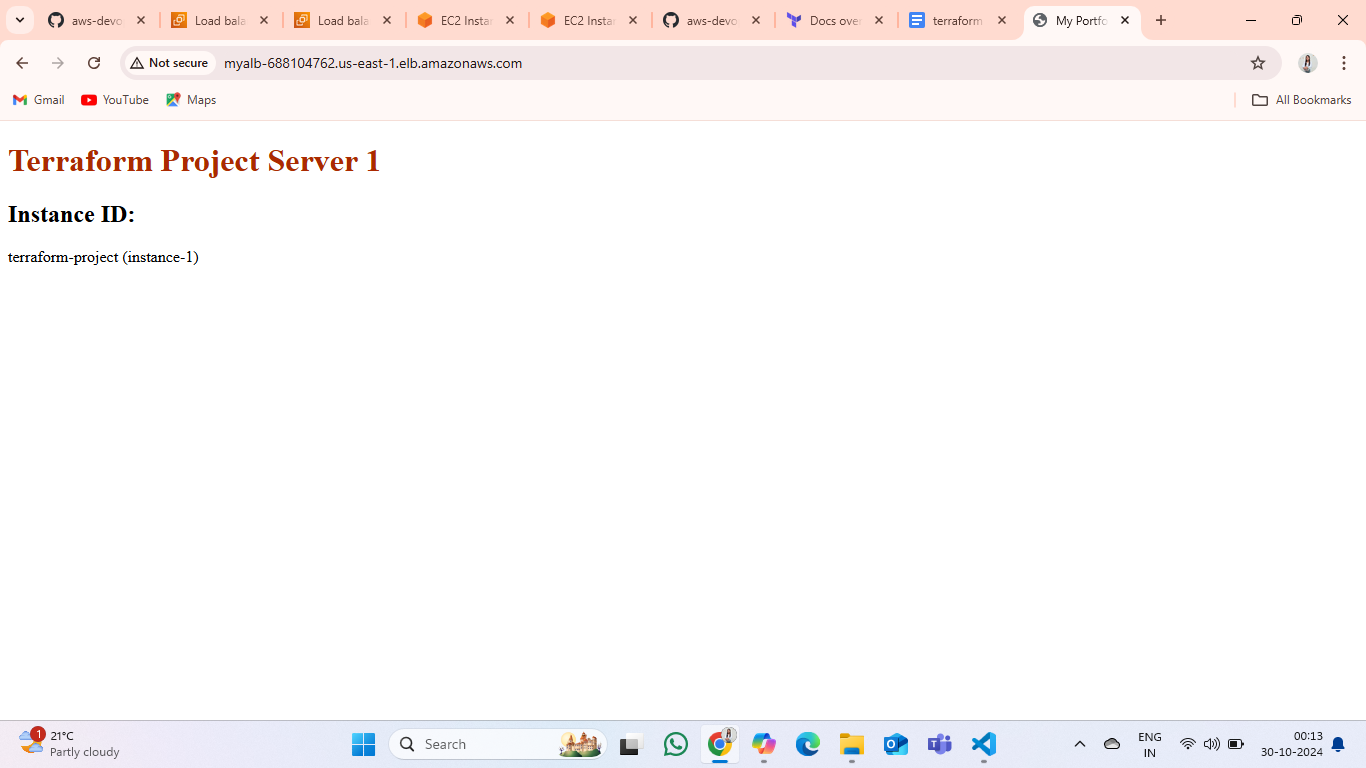 aws-devo
Load bala
Load bala
EC2 Instan
EC2 Instan
aws-devo
Docs over
terraform
My Portfo
Not secure
myalb-688104762.us-east-1.elb.amazonaws.com
Gmail
YouTube
Maps
All Bookmarks
Terraform Project Server 1
Instance ID:
terraform-project (instance-1)
1
21°C
Partly cloudy
Search
ENG
IN
00:13
30-10-2024